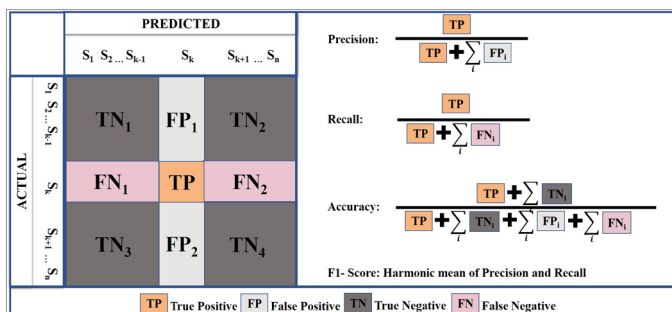 PREDICTED
S1 S2 ... Sk-1 Sk Sk+1 ... Sn
ACTUAL
S1 S2 ... Sk-1
Sk
Sk+1 ... Sn
TN1 FP1 TN2
FN1 TP FN2
TN3 FP2 TN4
Precision:
TP
TP + ∑i FPi
Recall:
TP
TP + ∑i FNi
Accuracy:
TP + ∑i TNi
TP + ∑i TNi + ∑i FPi + ∑i FNi
F1- Score: Harmonic mean of Precision and Recall
TP True Positive FP False Positive TN True Negative FN False Negative